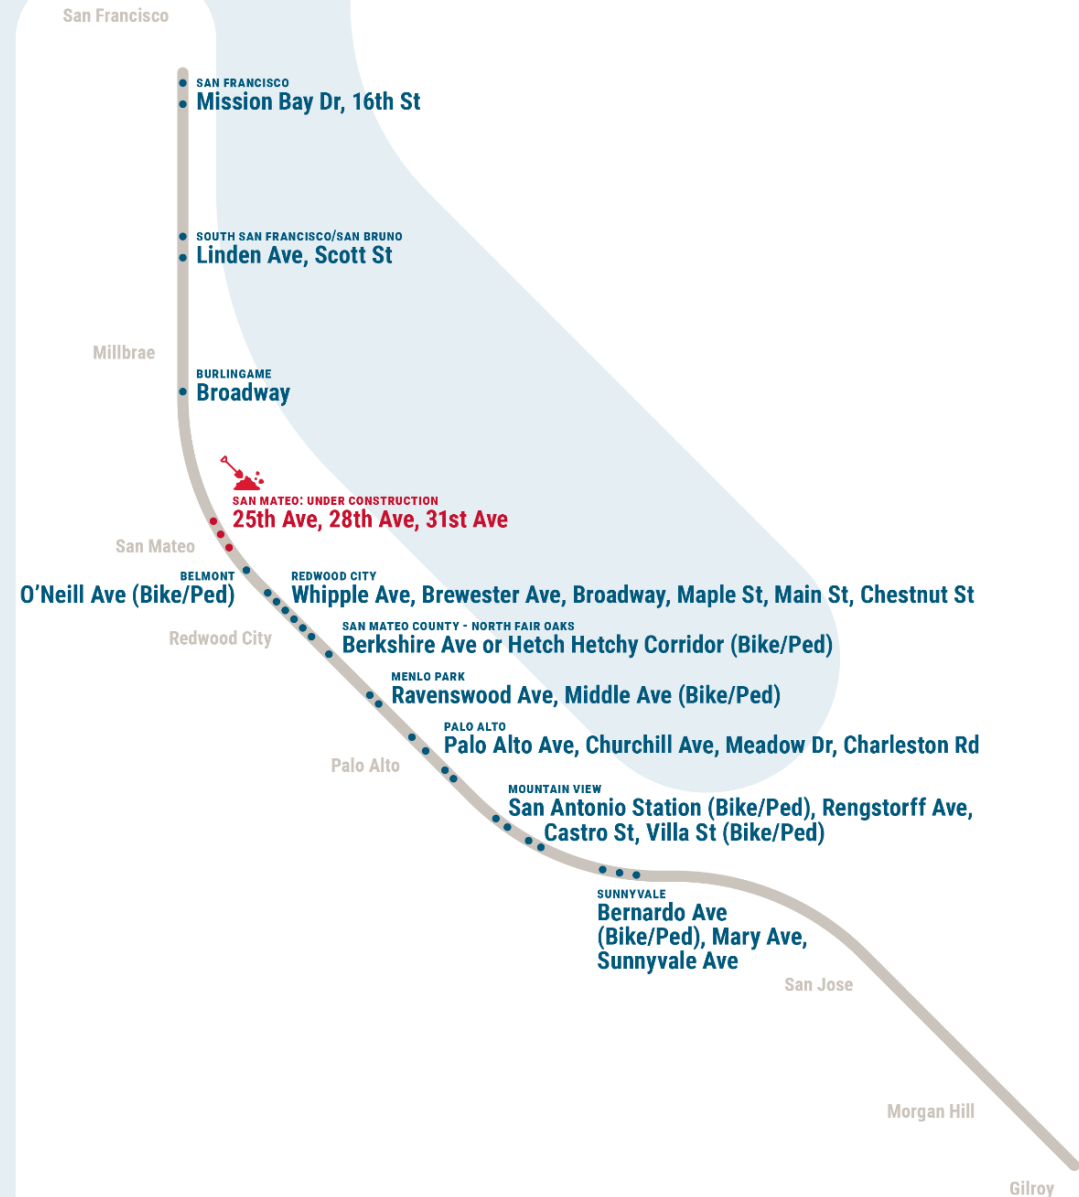 San Francisco
SAN FRANCISCO
Mission Bay Dr, 16th St
SOUTH SAN FRANCISCO/SAN BRUNO
Linden Ave, Scott St
Millbrae
BURLINGAME
Broadway
SAN MATEO: UNDER CONSTRUCTION
25th Ave, 28th Ave, 31st Ave
San Mateo
BELMONT
O'Neill Ave (Bike/Ped)
REDWOOD CITY
Whipple Ave, Brewester Ave, Broadway, Maple St, Main St, Chestnut St
SAN MATEO COUNTY - NORTH FAIR OAKS
Redwood City
Berkshire Ave or Hetch Hetchy Corridor (Bike/Ped)
MENLO PARK
Ravenswood Ave, Middle Ave (Bike/Ped)
PALO ALTO
Palo Alto Ave, Churchill Ave, Meadow Dr, Charleston Rd
Palo Alto
MOUNTAIN VIEW
San Antonio Station (Bike/Ped), Rengstorff Ave,
Castro St, Villa St (Bike/Ped)
SUNNYVALE
Bernardo Ave
(Bike/Ped), Mary Ave,
Sunnyvale Ave
San Jose
Morgan Hill
Gilroy